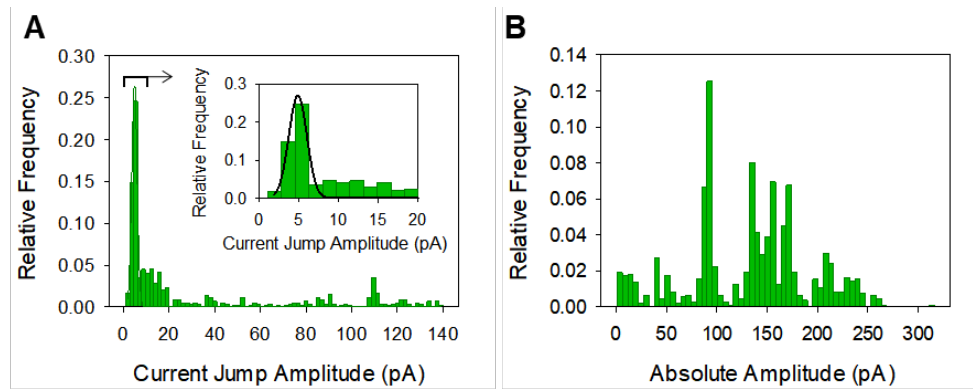 A
0.30
0.25
0.20
0.15
0.10
0.05
0.00
Relative Frequency
0 20 40 60 80 100 120 140
Current Jump Amplitude (pA)
0.3
0.2
0.1
0.0
Relative Frequency
0 5 10 15 20
Current Jump Amplitude (pA)
B
0.14
0.12
0.10
0.08
0.06
0.04
0.02
0.00
Relative Frequency
0 50 100 150 200 250 300
Absolute Amplitude (pA)